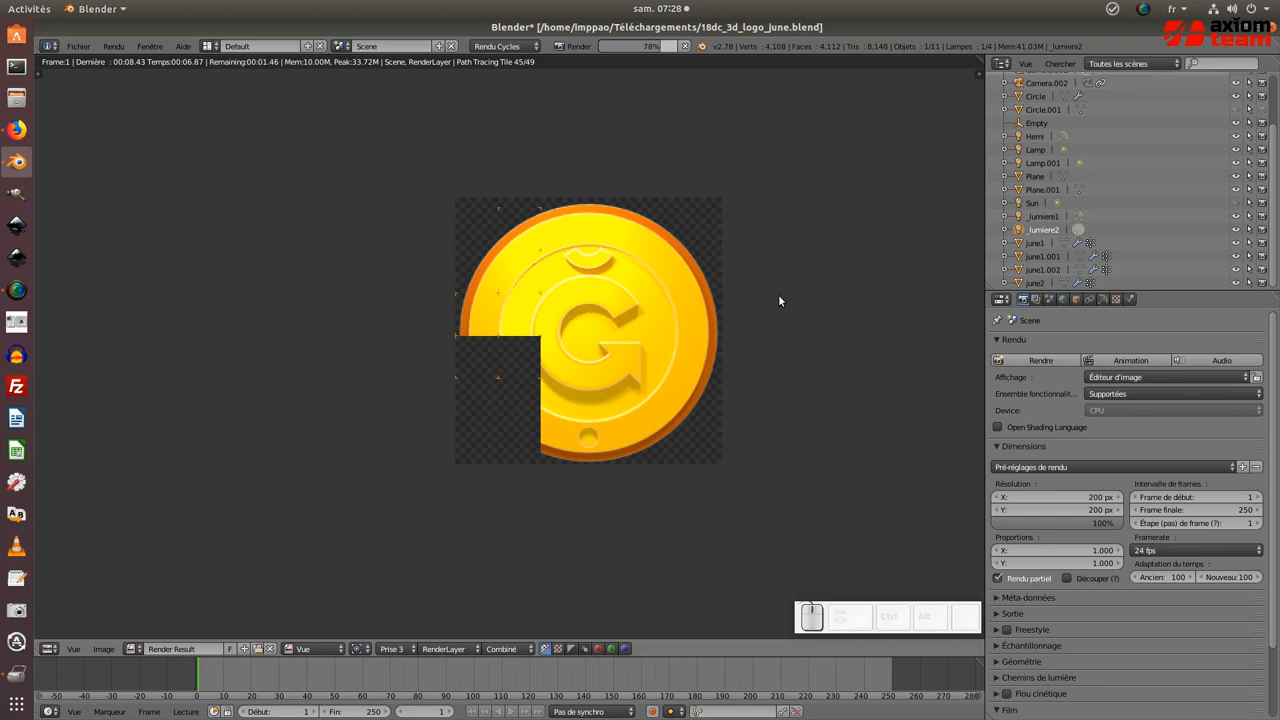 Activités
Blender
sam. 07:28
fr
Blender* [/home/imppao/Téléchargements/18dc_3d_logo_june.blend]
axiom
team
Fichier Rendu Fenêtre Aide Default Scene Rendu Cycles Render 78% v2.78 | Verts : 4,108 | Faces : 4,112 | Tris : 8,148 | Objets : 1/11 | Lampes : 1/4 | Mem:41.03M | _lumiere2
Frame:1 | Dernière : 00:08.43 Temps:00:06.87 | Remaining:00:01.46 | Mem:10.00M, Peak:33.72M | Scene, RenderLayer | Path Tracing Tile 45/49
Vue Chercher Toutes les scènes
Camera.002
Circle
Circle.001
Empty
Hemi
Lamp
Lamp.001
Plane
Plane.001
Sun
_lumiere1
_lumiere2
june1
june1.001
june1.002
june2
Scene
Rendu
Rendre Animation Audio
Affichage : Éditeur d'image
Ensemble fonctionnalit... Supportées
Device: CPU
Open Shading Language
Dimensions
Pré-réglages de rendu
Résolution : Intervalle de frames :
X: 200 px Frame de début: 1
Y: 200 px Frame finale: 250
100% Étape (pas) de frame (?): 1
Proportions : Framerate :
X: 1.000 24 fps
Y: 1.000 Adaptation du temps :
Rendu partiel Découper (?) Ancien: 100 Nouveau: 100
Méta-données
Sortie
Freestyle
Échantillonnage
Géométrie
Chemins de lumière
Flou cinétique
Film
Ctrl Alt
Vue Image Render Result F Vue Prise 3 RenderLayer Combiné
-50 -40 -30 -20 -10 0 10 20 30 40 50 60 70 80 90 100 110 120 130 140 150 160 170 180 190 200 210 220 230 240 250 260 270 280
Vue Marqueur Frame Lecture Début: 1 Fin: 250 1 Pas de synchro